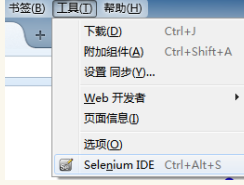 书签(B) 工具(T) 帮助(H)
+ 下载(D) Ctrl+J
附加组件(A) Ctrl+Shift+A
设置 同步(Y)...
Web 开发者
页面信息(I)
选项(O)
Selenium IDE Ctrl+Alt+S